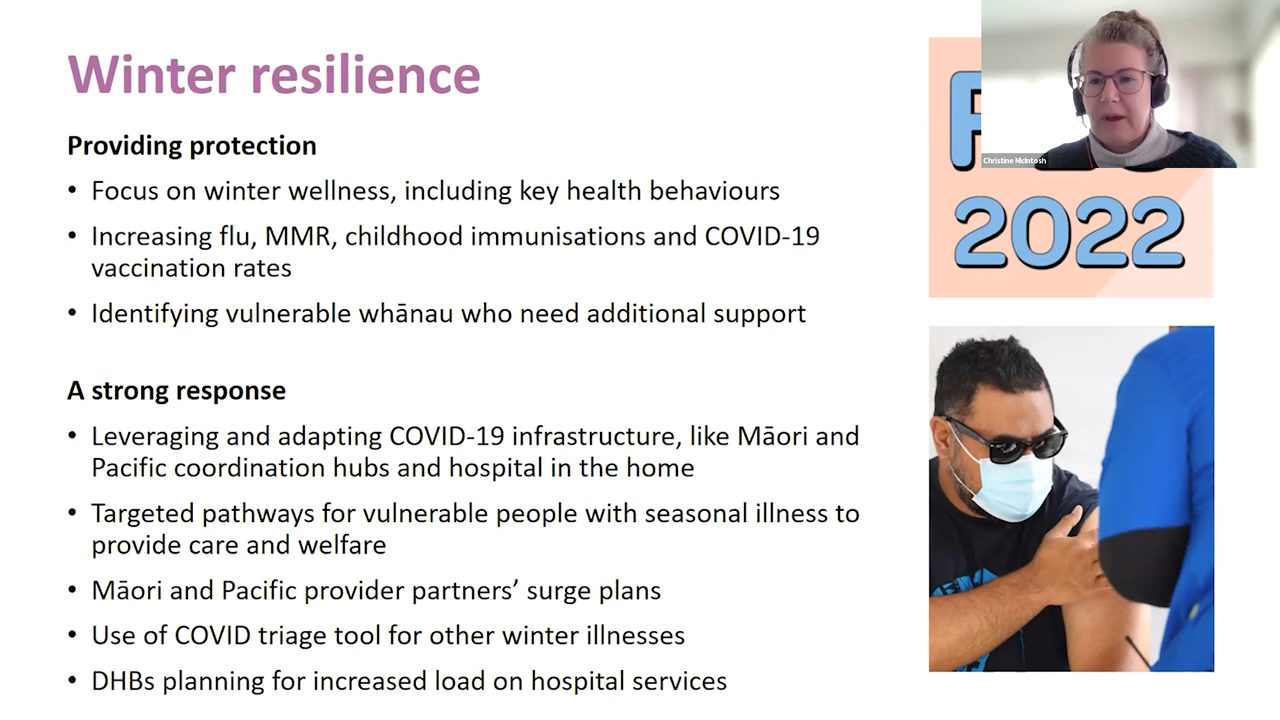 Winter resilience
Providing protection
• Focus on winter wellness, including key health behaviours
• Increasing flu, MMR, childhood immunisations and COVID-19
vaccination rates
• Identifying vulnerable whānau who need additional support
A strong response
• Leveraging and adapting COVID-19 infrastructure, like Māori and
Pacific coordination hubs and hospital in the home
• Targeted pathways for vulnerable people with seasonal illness to
provide care and welfare
• Māori and Pacific provider partners’ surge plans
• Use of COVID triage tool for other winter illnesses
• DHBs planning for increased load on hospital services
Christine McIntosh
2022